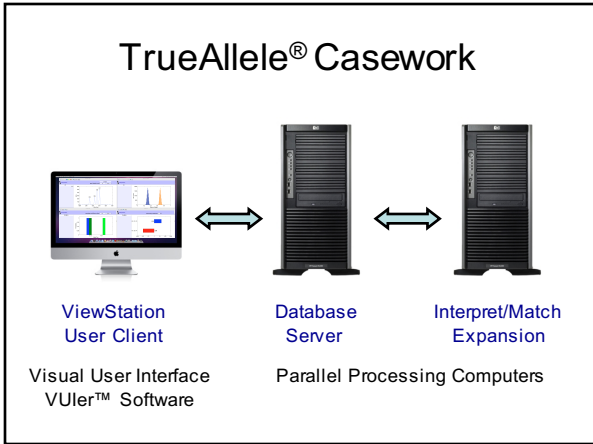 TrueAllele® Casework
ViewStation
User Client
Database
Server
Interpret/Match
Expansion
Visual User Interface
VUIer™ Software
Parallel Processing Computers